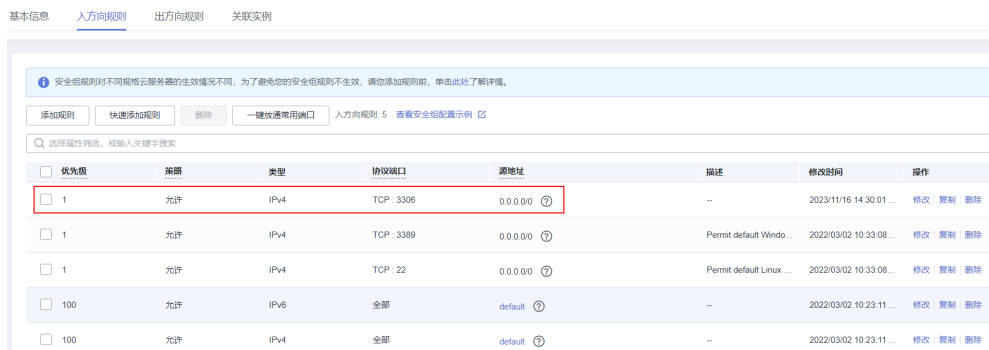 基本信息 入方向规则 出方向规则 关联实例
安全组规则对不同规格云服务器的生效情况不同，为了避免您的安全组规则不生效，请您添加规则前，单击此处了解详情。
添加规则 快速添加规则 删除 一键放通常用端口 入方向规则: 5 查看安全组配置示例
选择属性筛选，或输入关键字搜索
优先级 策略 类型 协议端口 源地址 描述 修改时间 操作
1 允许 IPv4 TCP : 3306 0.0.0.0/0 -- 2023/11/16 14:30:01 ... 修改 复制 删除
1 允许 IPv4 TCP : 3389 0.0.0.0/0 Permit default Windo... 2022/03/02 10:33:08... 修改 复制 删除
1 允许 IPv4 TCP : 22 0.0.0.0/0 Permit default Linux ... 2022/03/02 10:33:08... 修改 复制 删除
100 允许 IPv6 全部 default -- 2022/03/02 10:23:11 ... 修改 复制 删除
100 允许 IPv4 全部 default -- 2022/03/02 10:23:11 ... 修改 复制 删除